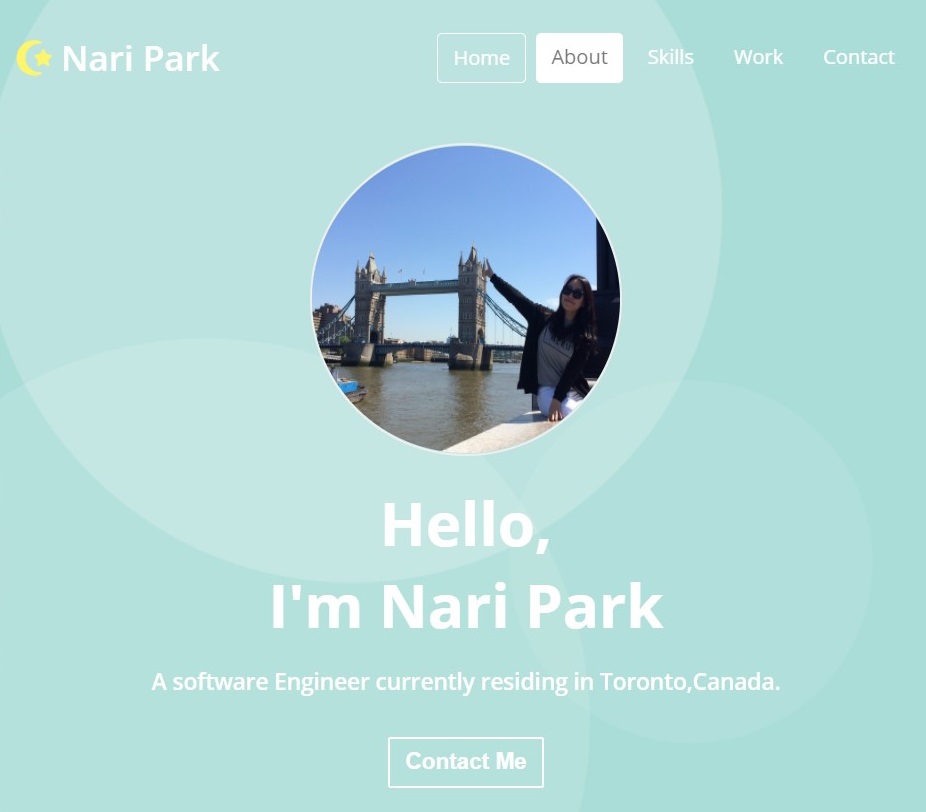 Nari Park
Home About Skills Work Contact
Hello,
I'm Nari Park
A software Engineer currently residing in Toronto,Canada.
Contact Me